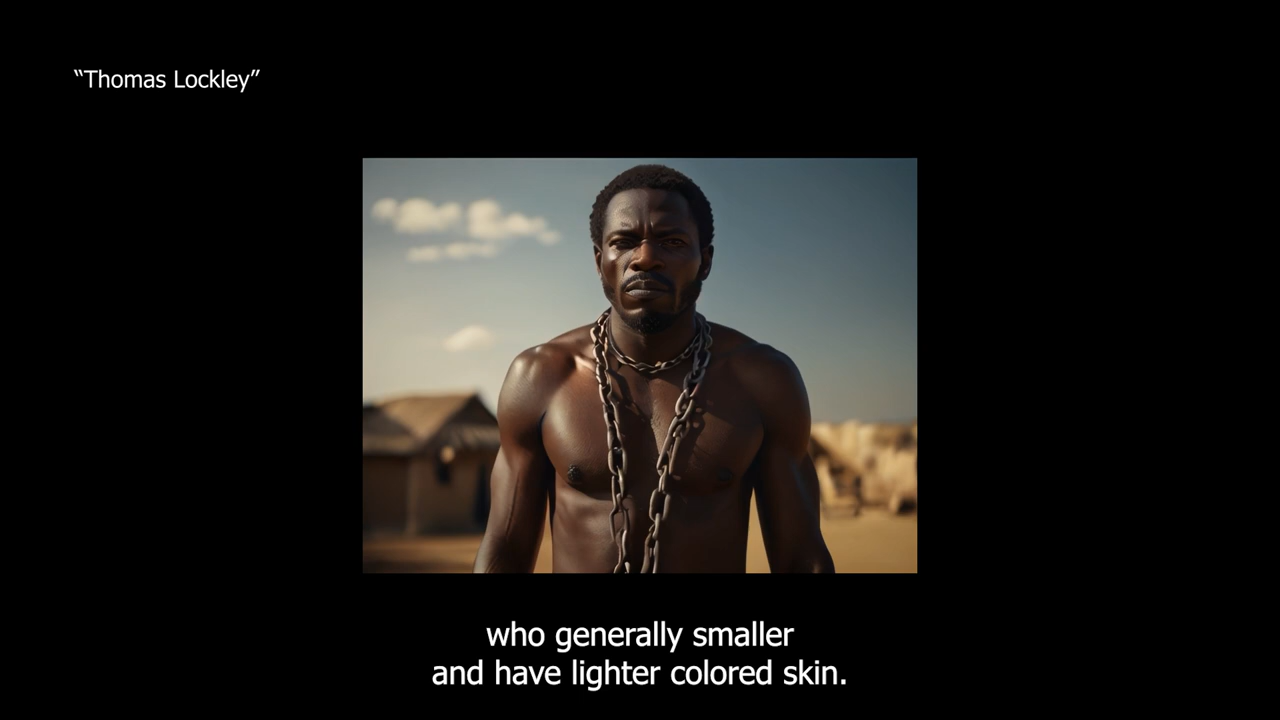 “Thomas Lockley”
who generally smaller
and have lighter colored skin.